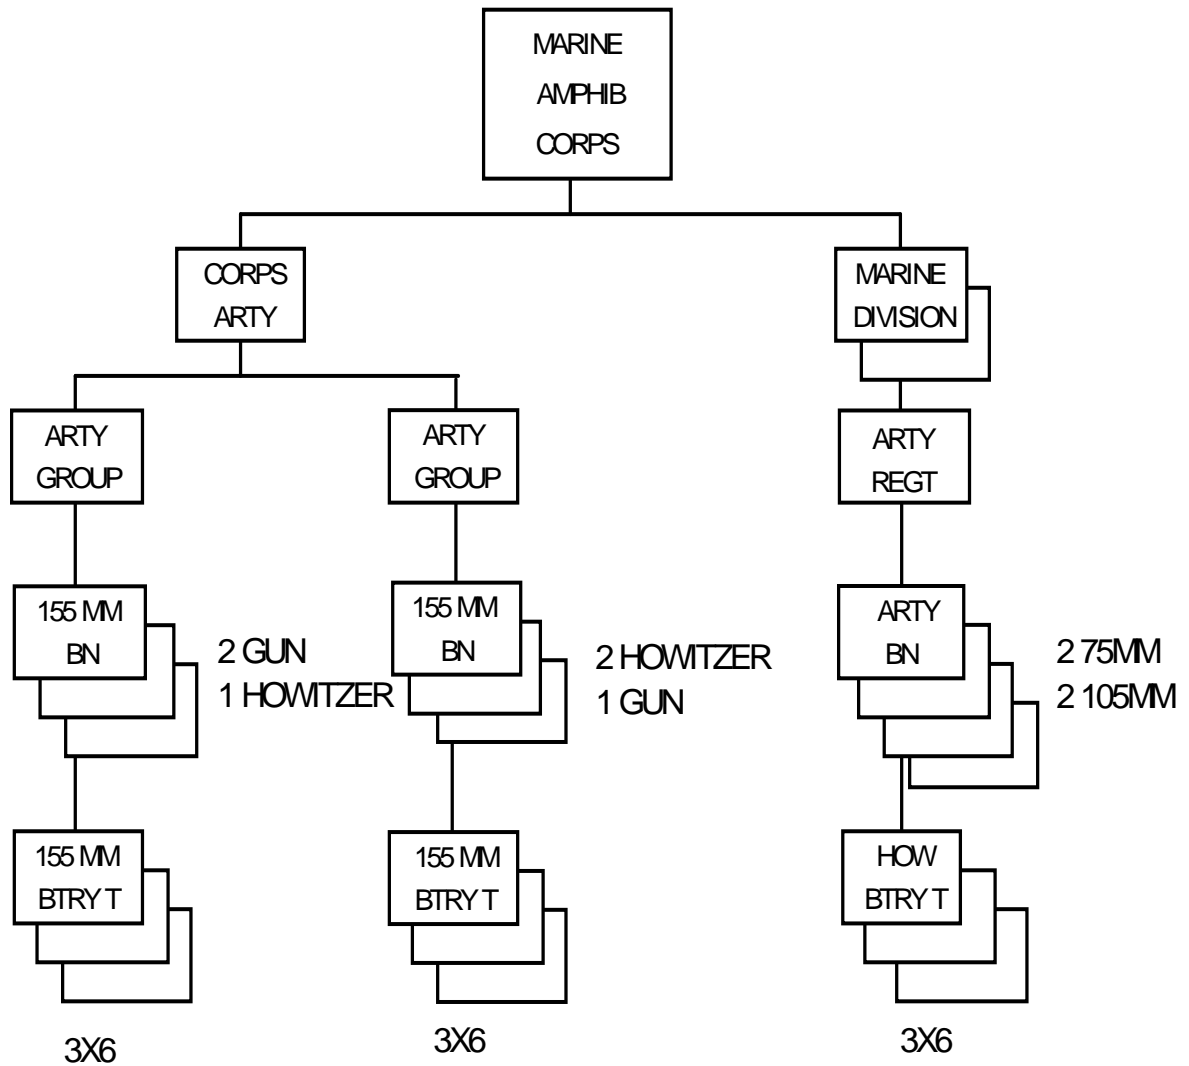 MARINE
AMPHIB
CORPS
CORPS
ARTY
MARINE
DIVISION
ARTY
GROUP
ARTY
GROUP
ARTY
REGT
155 MM
BN
2 GUN
1 HOWITZER
155 MM
BN
2 HOWITZER
1 GUN
ARTY
BN
2 75MM
2 105MM
155 MM
BTRY T
155 MM
BTRY T
HOW
BTRY T
3X6
3X6
3X6